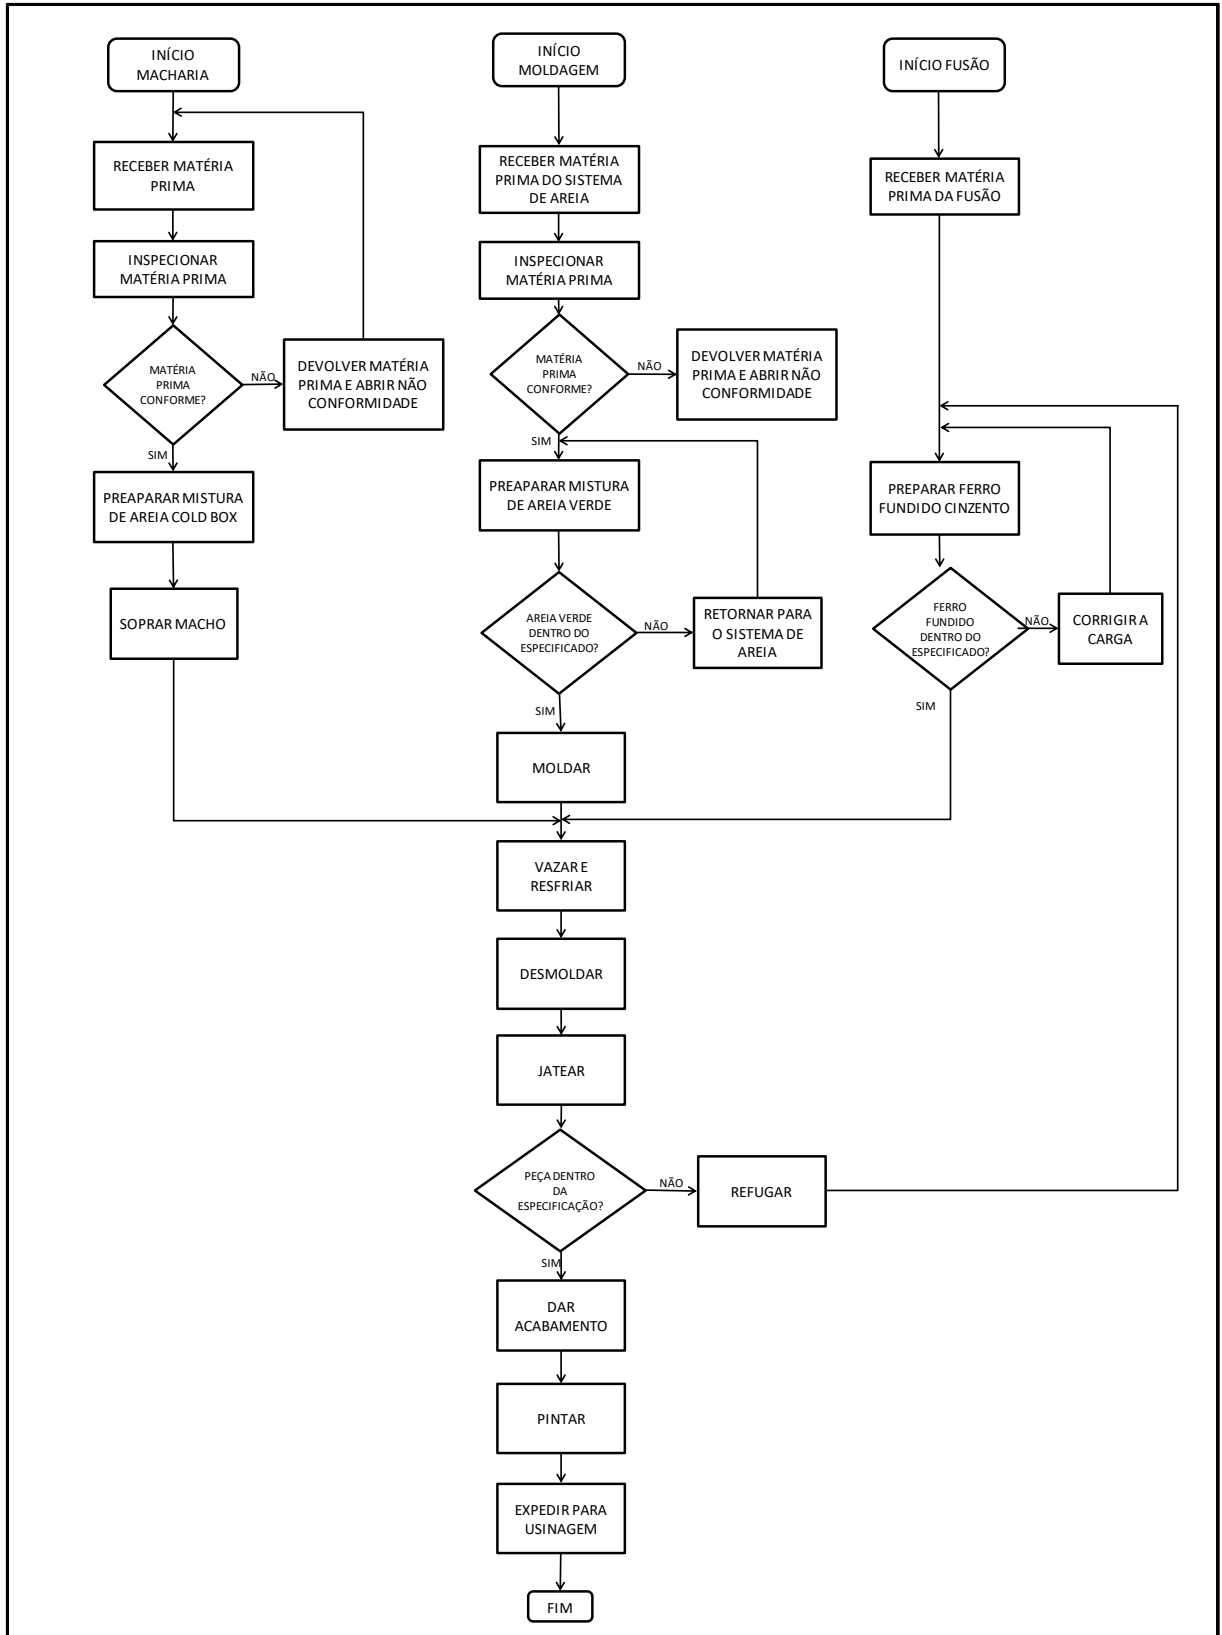 INÍCIO
MACHARIA
INÍCIO
MOLDAGEM
INÍCIO FUSÃO
RECEBER MATÉRIA
PRIMA
RECEBER MATÉRIA
PRIMA DO SISTEMA
DE AREIA
RECEBER MATÉRIA
PRIMA DA FUSÃO
INSPECIONAR
MATÉRIA PRIMA
INSPECIONAR
MATÉRIA PRIMA
MATÉRIA
PRIMA
CONFORME?
NÃO
DEVOLVER MATÉRIA
PRIMA E ABRIR NÃO
CONFORMIDADE
MATÉRIA
PRIMA
CONFORME?
NÃO
DEVOLVER MATÉRIA
PRIMA E ABRIR NÃO
CONFORMIDADE
SIM
SIM
PREAPARAR MISTURA
DE AREIA COLD BOX
PREAPARAR MISTURA
DE AREIA VERDE
PREPARAR FERRO
FUNDIDO CINZENTO
SOPRAR MACHO
AREIA VERDE
DENTRO DO
ESPECIFICADO?
NÃO
RETORNAR PARA
O SISTEMA DE
AREIA
FERRO
FUNDIDO
DENTRO DO
ESPECIFICADO?
NÃO
CORRIGIR A
CARGA
SIM
SIM
MOLDAR
VAZAR E
RESFRIAR
DESMOLDAR
JATEAR
PEÇA DENTRO
DA
ESPECIFICAÇÃO?
NÃO
REFUGAR
SIM
DAR
ACABAMENTO
PINTAR
EXPEDIR PARA
USINAGEM
FIM